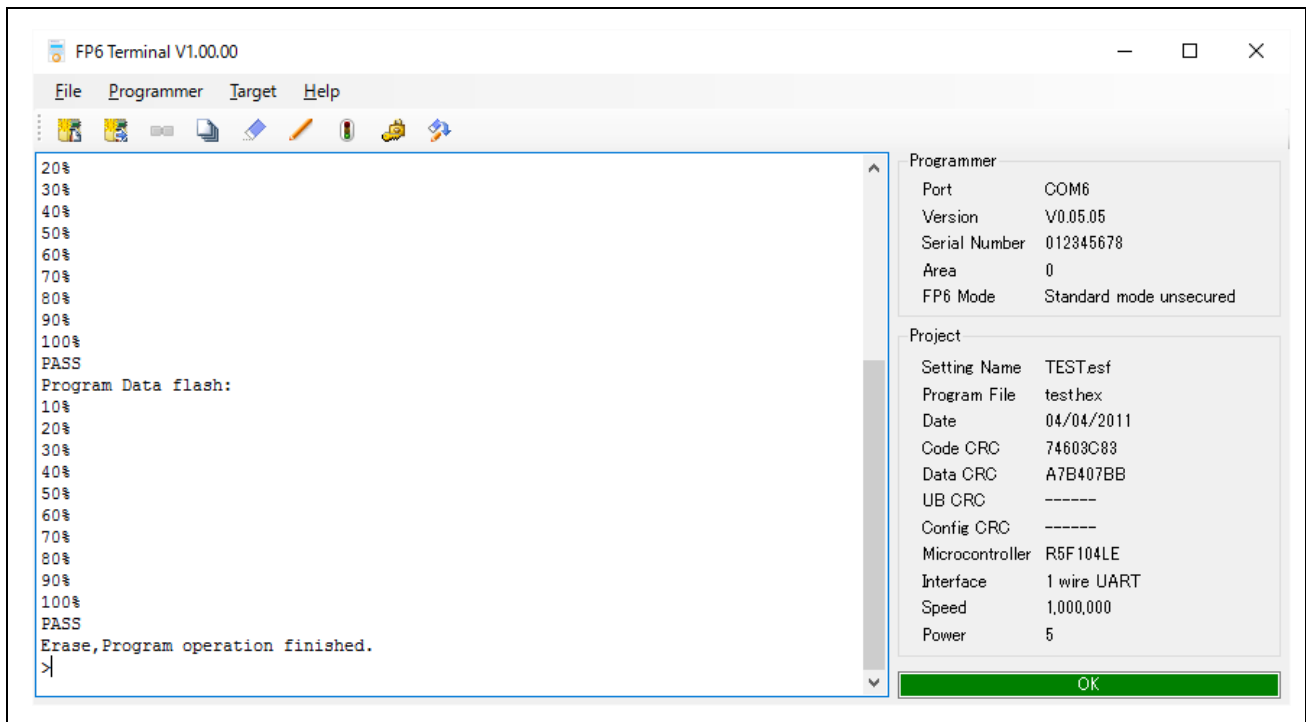 FP6 Terminal V1.00.00
File Programmer Target Help
20%
30%
40%
50%
60%
70%
80%
90%
100%
PASS
Program Data flash:
10%
20%
30%
40%
50%
60%
70%
80%
90%
100%
PASS
Erase,Program operation finished.
>
Programmer
Port COM6
Version V0.05.05
Serial Number 012345678
Area 0
FP6 Mode Standard mode unsecured
Project
Setting Name TEST.esf
Program File test.hex
Date 04/04/2011
Code CRC 74603C83
Data CRC A7B407BB
UB CRC ------
Config CRC ------
Microcontroller R5F104LE
Interface 1 wire UART
Speed 1,000,000
Power 5
OK